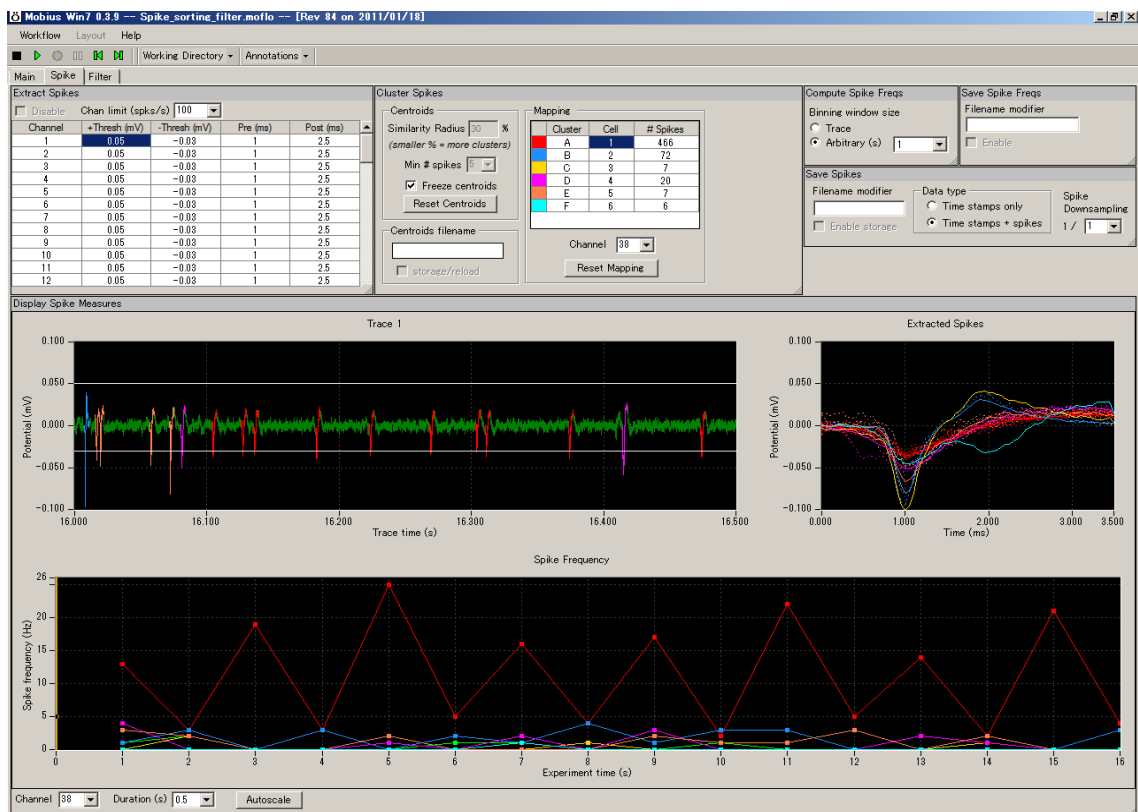 Mobius Win7 0.3.9 -- Spike_sorting_filter.moflo -- [Rev 84 on 2011/01/18]
Workflow Layout Help
Working Directory Annotations
Main Spike Filter
Extract Spikes
Disable Chan limit (spks/s) 100
Channel +Thresh (mV) -Thresh (mV) Pre (ms) Post (ms)
1 0.05 -0.03 1 2.5
2 0.05 -0.03 1 2.5
3 0.05 -0.03 1 2.5
4 0.05 -0.03 1 2.5
5 0.05 -0.03 1 2.5
6 0.05 -0.03 1 2.5
7 0.05 -0.03 1 2.5
8 0.05 -0.03 1 2.5
9 0.05 -0.03 1 2.5
10 0.05 -0.03 1 2.5
11 0.05 -0.03 1 2.5
12 0.05 -0.03 1 2.5
Cluster Spikes
Centroids
Similarity Radius 30 %
(smaller % = more clusters)
Min # spikes 5
Freeze centroids
Reset Centroids
Centroids filename
storage/reload
Mapping
Cluster Cell # Spikes
A 1 466
B 2 72
C 3 7
D 4 20
E 5 7
F 6 6
Channel 38
Reset Mapping
Compute Spike Freqs
Binning window size
Trace
Arbitrary (s) 1
Save Spike Freqs
Filename modifier
Enable
Save Spikes
Filename modifier
Enable storage
Data type
Time stamps only
Time stamps + spikes
Spike
Downsampling
1 / 1
Display Spike Measures
Trace 1
Potential (mV)
0.100
0.050
0.000
-0.050
-0.100
16.000 16.100 16.200 16.300 16.400 16.500
Trace time (s)
Extracted Spikes
Potential (mV)
0.100
0.050
0.000
-0.050
-0.100
0.000 1.000 2.000 3.000 3.500
Time (ms)
Spike Frequency
Spike frequency (Hz)
26
20
15
10
5
0
0 1 2 3 4 5 6 7 8 9 10 11 12 13 14 15 16
Experiment time (s)
Channel 38 Duration (s) 0.5 Autoscale